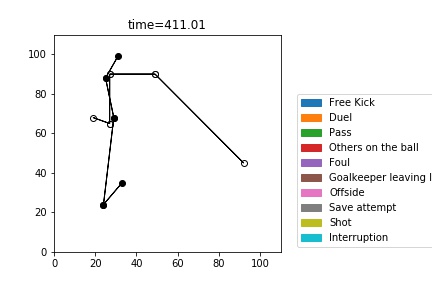 time=411.01
100
80
60
40
20
0
0 20 40 60 80 100
Free Kick
Duel
Pass
Others on the ball
Foul
Goalkeeper leaving l
Offside
Save attempt
Shot
Interruption